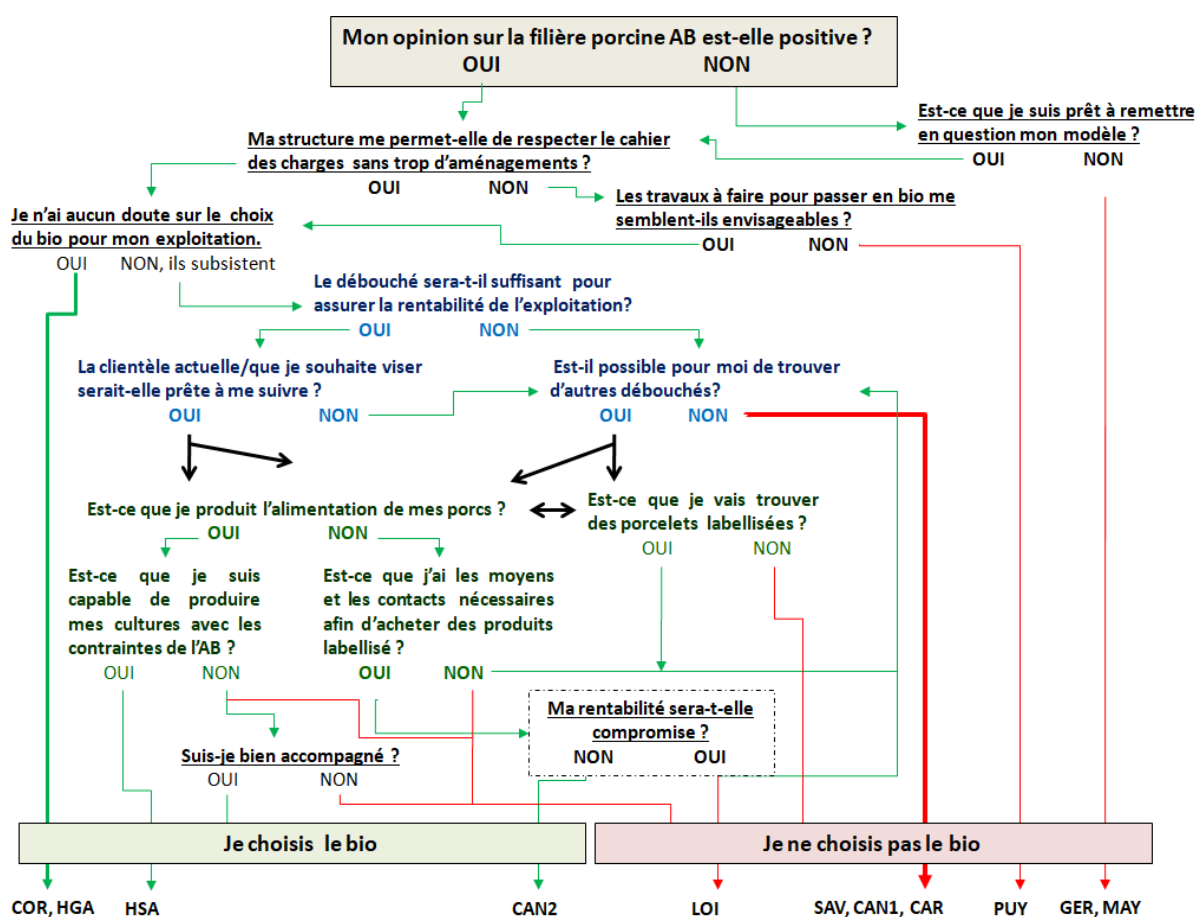 Mon opinion sur la filière porcine AB est-elle positive ?
OUI NON
Est-ce que je suis prêt à remettre
en question mon modèle ?
OUI NON
Ma structure me permet-elle de respecter le cahier
des charges sans trop d'aménagements ?
OUI NON
Les travaux à faire pour passer en bio me
semblent-ils envisageables ?
OUI NON
Je n'ai aucun doute sur le choix
du bio pour mon exploitation.
OUI NON, ils subsistent
Le débouché sera-t-il suffisant pour
assurer la rentabilité de l'exploitation?
OUI NON
La clientèle actuelle/que je souhaite viser
serait-elle prête à me suivre ?
OUI NON
Est-il possible pour moi de trouver
d'autres débouchés?
OUI NON
Est-ce que je produit l'alimentation de mes porcs ?
OUI NON
Est-ce que je vais trouver
des porcelets labellisées ?
OUI NON
Est-ce que je suis
capable de produire
mes cultures avec les
contraintes de l'AB ?
OUI NON
Est-ce que j'ai les moyens
et les contacts nécessaires
afin d'acheter des produits
labellisé ?
OUI NON
Ma rentabilité sera-t-elle
compromise ?
NON OUI
Suis-je bien accompagné ?
OUI NON
Je choisis le bio
Je ne choisis pas le bio
COR, HGA HSA CAN2 LOI SAV, CAN1, CAR PUY GER, MAY